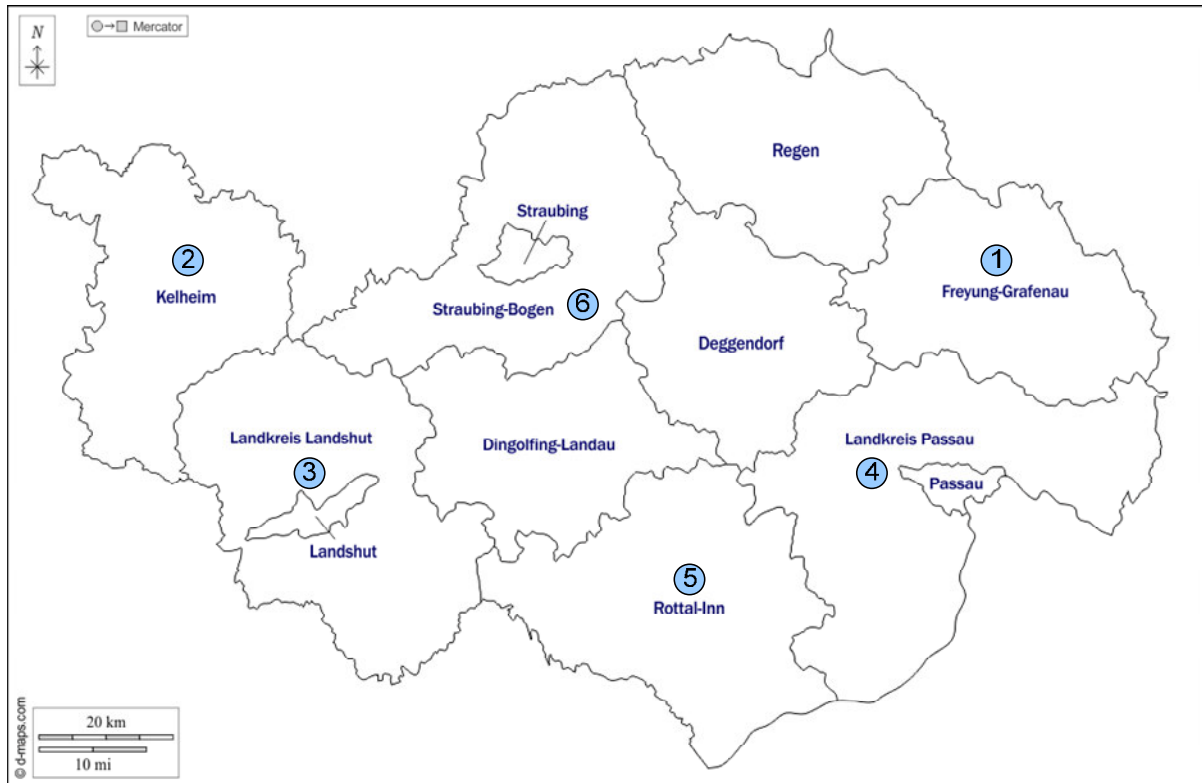 N
Mercator
Regen
Straubing
2
1
Kelheim
Freyung-Grafenau
6
Straubing-Bogen
Deggendorf
Landkreis Landshut
Dingolfing-Landau
Landkreis Passau
3
4
Passau
Landshut
5
Rottal-Inn
20 km
10 mi
© d-maps.com